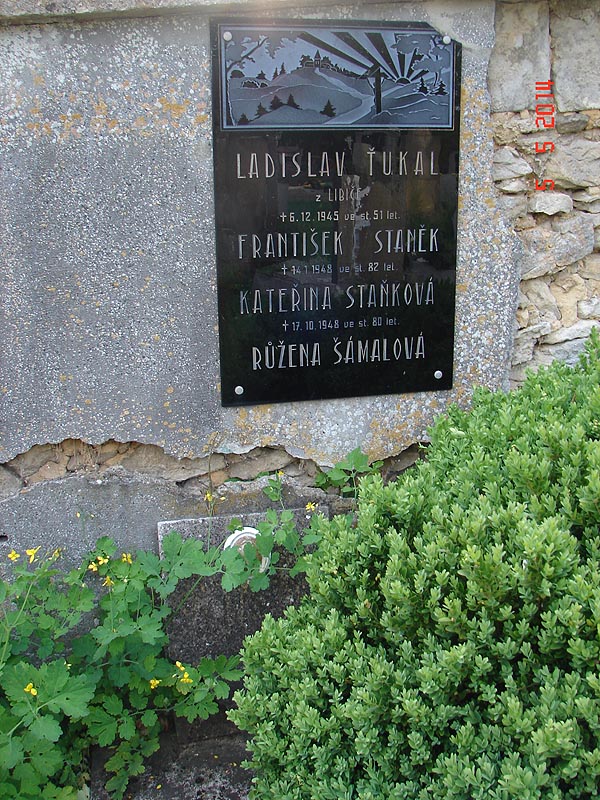 LADISLAV ŤUKAL
z LIBICE
✝ 6.12.1945 ve st. 51 let.
FRANTIŠEK STANĚK
✝ 14.1.1948 ve st. 82 let.
KATEŘINA STAŇKOVÁ
✝ 17.10.1948 ve st. 80 let.
RŮŽENA ŠÁMALOVÁ
5 5 2011